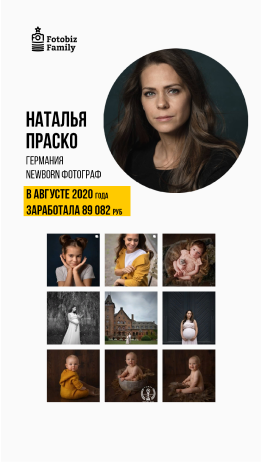 Fotobiz
Family
НАТАЛЬЯ
ПРАСКО
ГЕРМАНИЯ
NEWBORN ФОТОГРАФ
В АВГУСТЕ 2020 ГОДА
ЗАРАБОТАЛА 89 082 РУБ